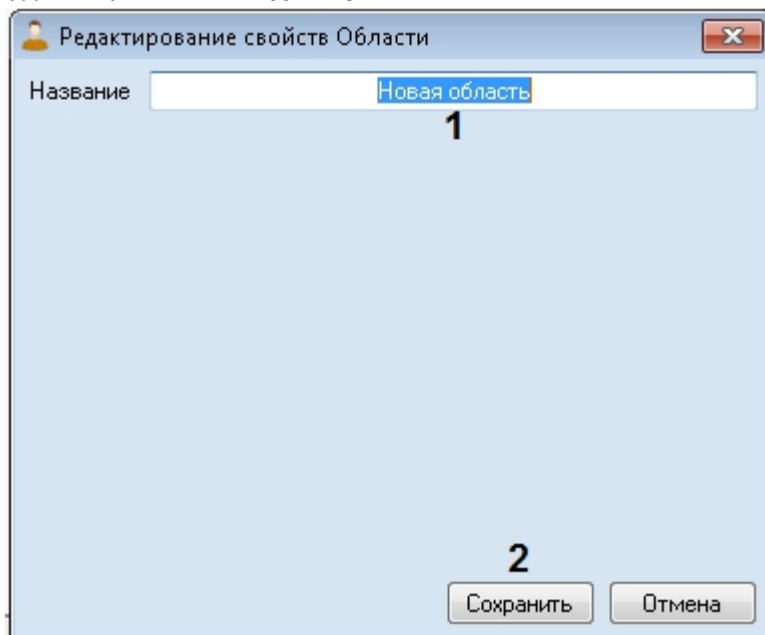 Редактирование свойств Области
Название Новая область
1
2
Сохранить Отмена